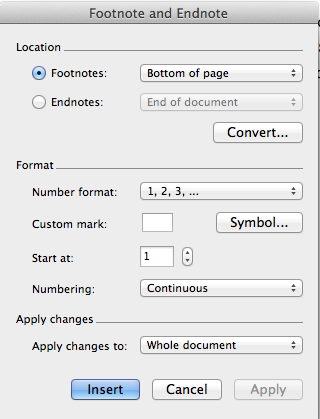 Footnote and Endnote
Location
Footnotes: Bottom of page
Endnotes: End of document
Convert...
Format
Number format: 1, 2, 3, ...
Custom mark: Symbol...
Start at: 1
Numbering: Continuous
Apply changes
Apply changes to: Whole document
Insert Cancel Apply